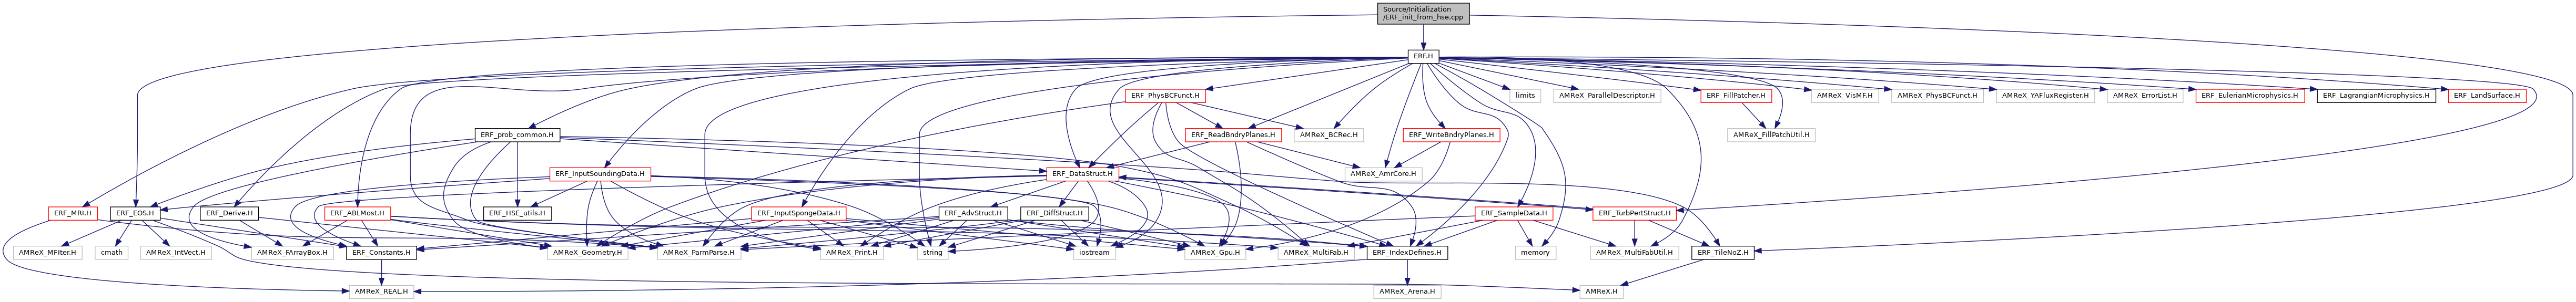 Source/Initialization
/ERF_init_from_hse.cpp
ERF.H
ERF_PhysBCFunct.H
limits
AMReX_ParallelDescriptor.H
ERF_FillPatcher.H
AMReX_VisMF.H
AMReX_PhysBCFunct.H
AMReX_YAFluxRegister.H
AMReX_ErrorList.H
ERF_EulerianMicrophysics.H
ERF_LagrangianMicrophysics.H
ERF_LandSurface.H
ERF_prob_common.H
ERF_ReadBndryPlanes.H
AMReX_BCRec.H
ERF_WriteBndryPlanes.H
AMReX_FillPatchUtil.H
ERF_InputSoundingData.H
ERF_DataStruct.H
AMReX_AmrCore.H
ERF_MRI.H
ERF_EOS.H
ERF_Derive.H
ERF_ABLMost.H
ERF_HSE_utils.H
ERF_InputSpongeData.H
ERF_AdvStruct.H
ERF_DiffStruct.H
ERF_SampleData.H
ERF_TurbPertStruct.H
AMReX_MFIter.H
cmath
AMReX_IntVect.H
AMReX_FArrayBox.H
ERF_Constants.H
AMReX_Geometry.H
AMReX_ParmParse.H
AMReX_Print.H
string
iostream
AMReX_Gpu.H
AMReX_MultiFab.H
ERF_IndexDefines.H
memory
AMReX_MultiFabUtil.H
ERF_TileNoZ.H
AMReX_REAL.H
AMReX_Arena.H
AMReX.H